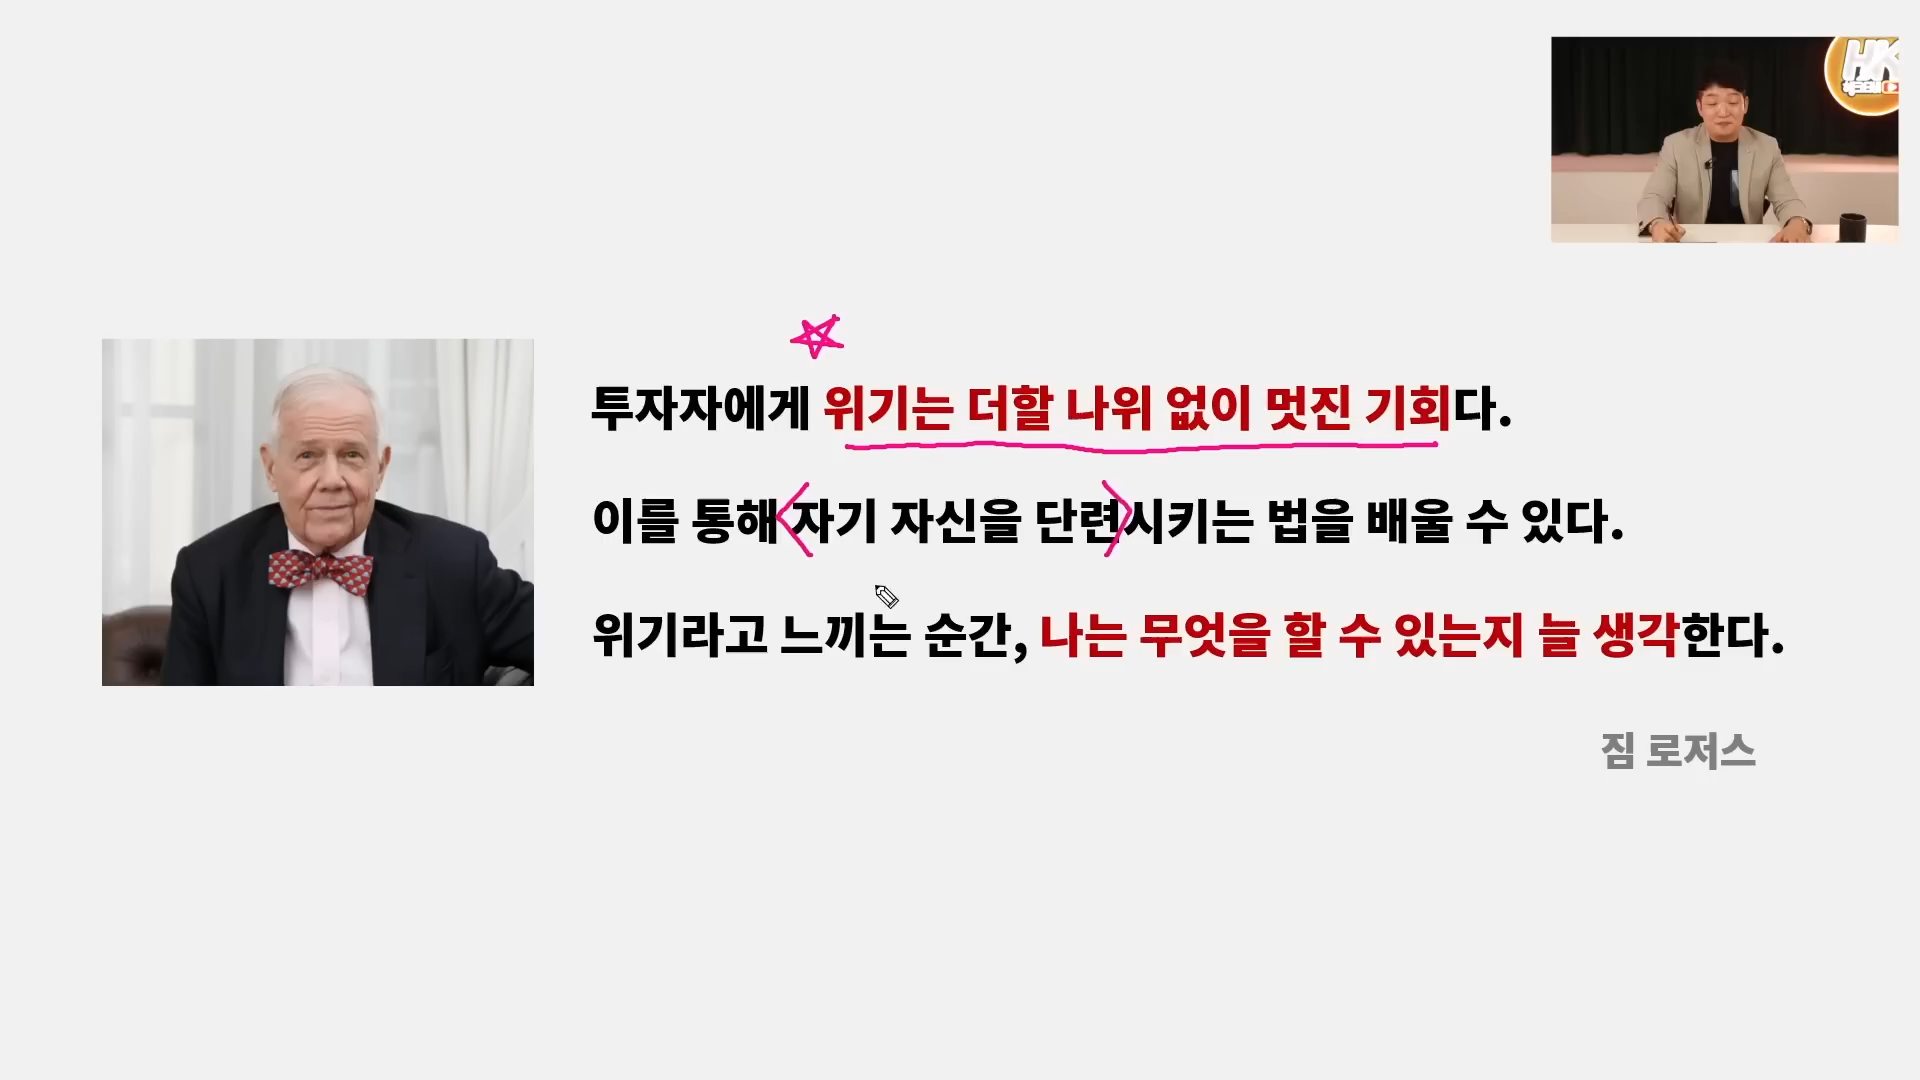 HK
투자자에게 위기는 더할 나위 없이 멋진 기회다.
이를 통해 자기 자신을 단련시키는 법을 배울 수 있다.
위기라고 느끼는 순간, 나는 무엇을 할 수 있는지 늘 생각한다.
짐 로저스